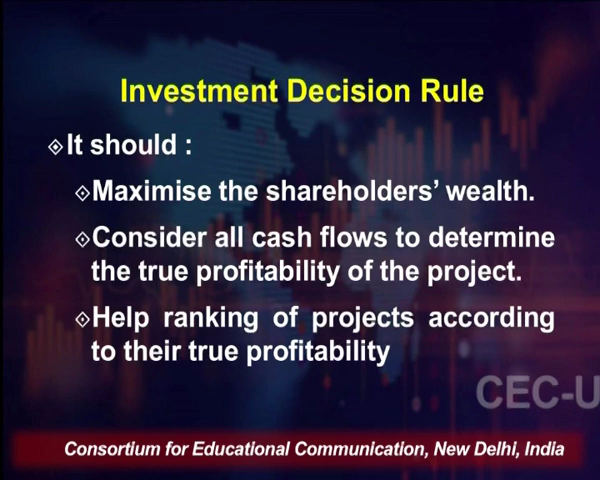 Investment Decision Rule
It should :
Maximise the shareholders' wealth.
Consider all cash flows to determine
the true profitability of the project.
Help ranking of projects according
to their true profitability
CEC-U
Consortium for Educational Communication, New Delhi, India